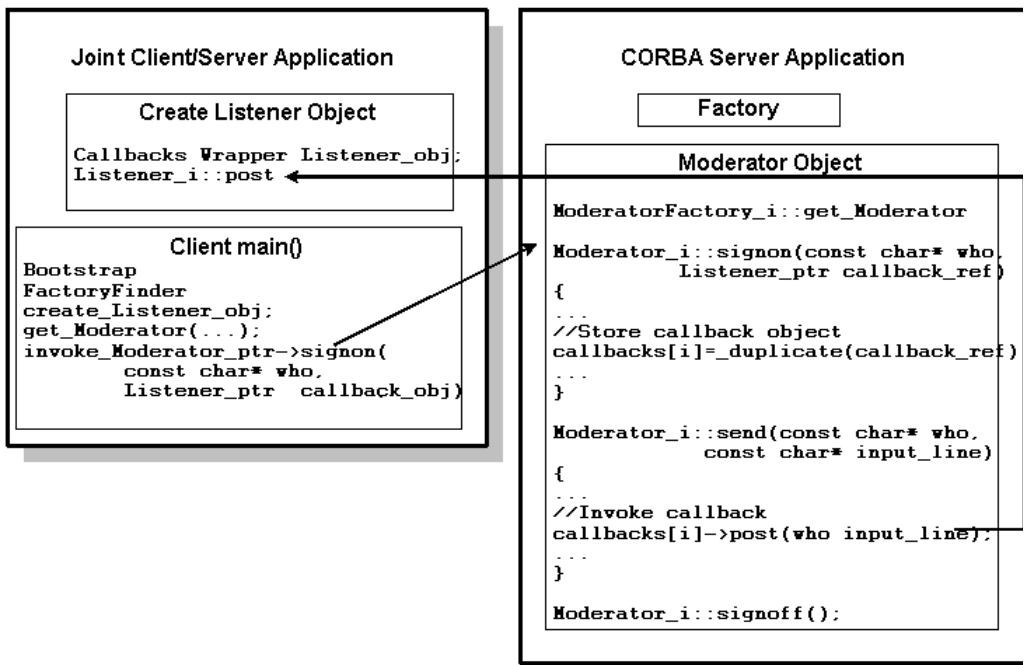 Joint Client/Server Application
Create Listener Object
Callbacks Wrapper Listener_obj;
Listener_i::post
Client main()
Bootstrap
FactoryFinder
create_Listener_obj;
get_Moderator(...);
invoke_Moderator_ptr->signon(
const char* who,
Listener_ptr callback_obj)
CORBA Server Application
Factory
Moderator Object
ModeratorFactory_i::get_Moderator
Moderator_i::signon(const char* who,
Listener_ptr callback_ref)
{
...
//Store callback object
callbacks[i]=_duplicate(callback_ref)
...
}
Moderator_i::send(const char* who,
const char* input_line)
{
...
//Invoke callback
callbacks[i]->post(who input_line);
...
}
Moderator_i::signoff();